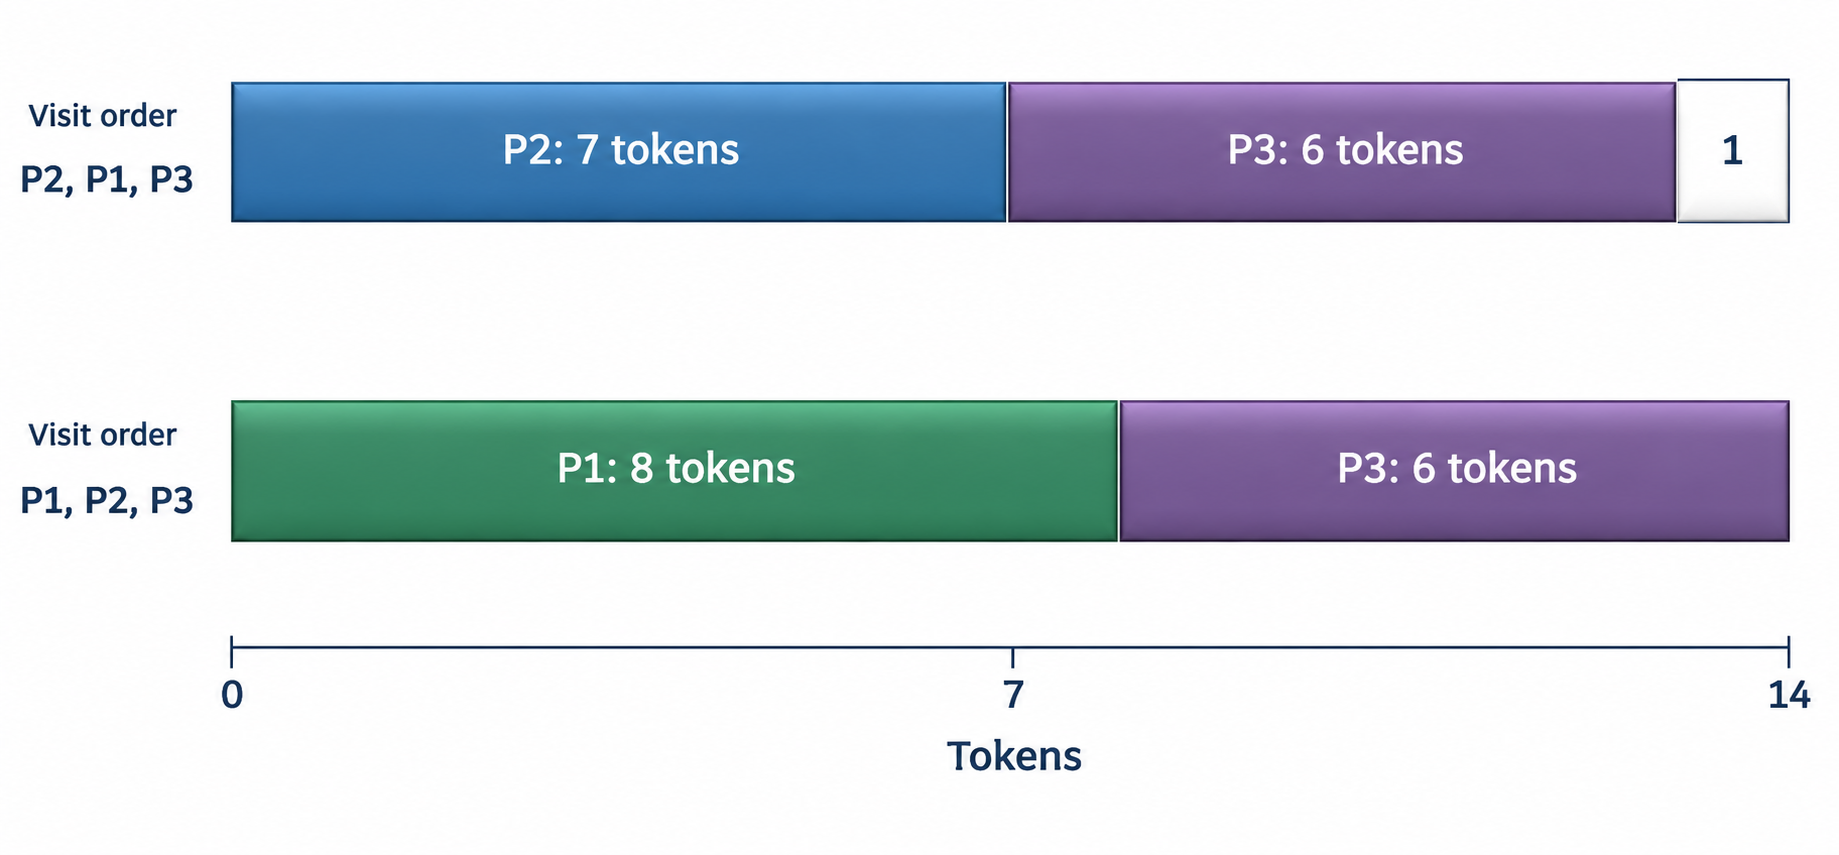 Visit order
P2, P1, P3
P2: 7 tokens
P3: 6 tokens
1
Visit order
P1, P2, P3
P1: 8 tokens
P3: 6 tokens
0
7
14
Tokens